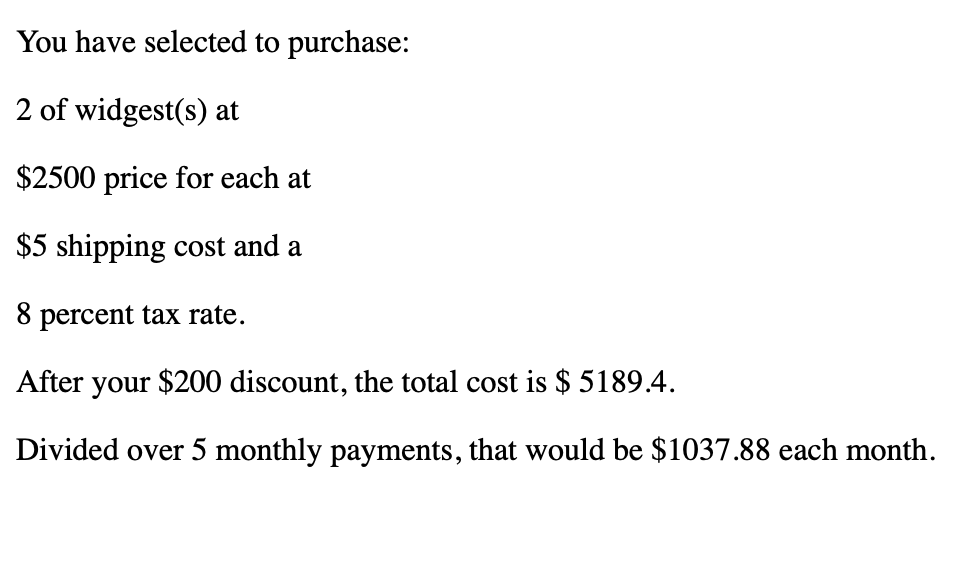 You have selected to purchase:
2 of widgest(s) at
$2500 price for each at
$5 shipping cost and a
8 percent tax rate.
After your $200 discount, the total cost is $ 5189.4.
Divided over 5 monthly payments, that would be $1037.88 each month.